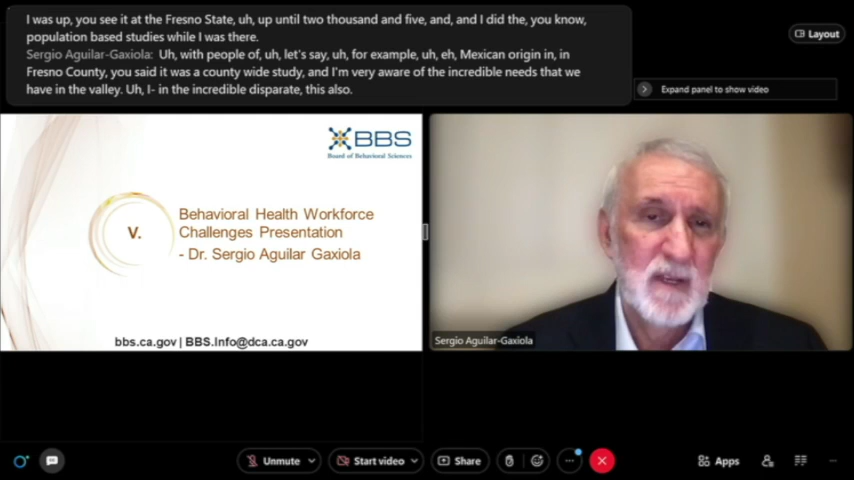 I was up, you see it at the Fresno State, uh, up until two thousand and five, and, and I did the, you know,
population based studies while I was there.
Sergio Aguilar-Gaxiola: Uh, with people of, uh, let's say, uh, for example, uh, eh, Mexican origin in, in
Fresno County, you said it was a county wide study, and I'm very aware of the incredible needs that we
have in the valley. Uh, I- in the incredible disparate, this also.
Layout
Expand panel to show video
BBS
Board of Behavioral Sciences
V.
Behavioral Health Workforce
Challenges Presentation
- Dr. Sergio Aguilar Gaxiola
bbs.ca.gov | BBS.Info@dca.ca.gov
Sergio Aguilar-Gaxiola
Unmute
Start video
Share
Apps